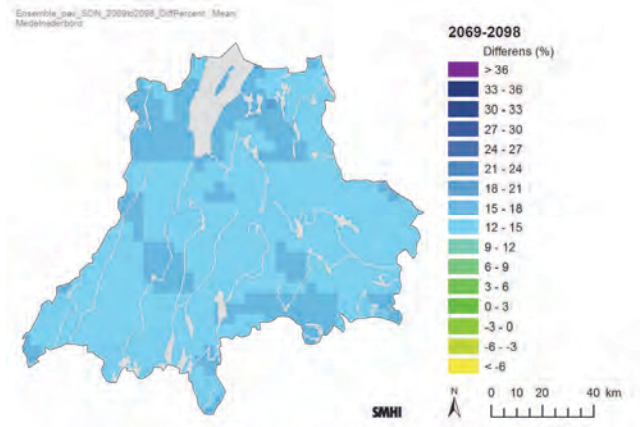 Ensemble_pav_SDN_2069to2098_DiffPercent Mean
Medelnederbörd
2069-2098
Differens (%)
> 36
33 - 36
30 - 33
27 - 30
24 - 27
21 - 24
18 - 21
15 - 18
12 - 15
9 - 12
6 - 9
3 - 6
0 - 3
-3 - 0
-6 - -3
< -6
N
0 10 20 40 km
SMHI